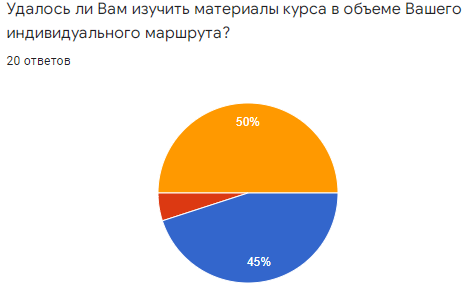 Удалось ли Вам изучить материалы курса в объеме Вашего
индивидуального маршрута?
20 ответов
50%
45%